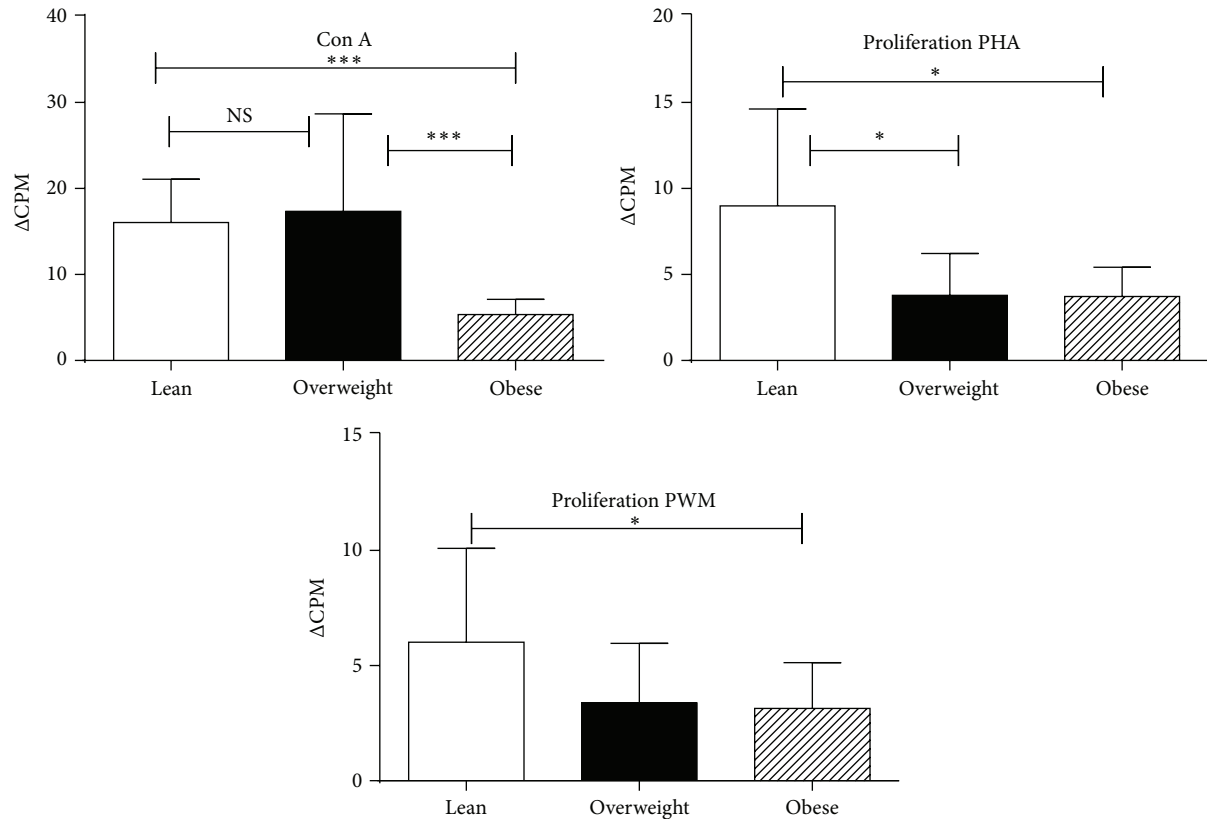 40
Con A
***
30
NS
***
ΔCPM
20
10
0
Lean
Overweight
Obese
20
Proliferation PHA
*
15
*
ΔCPM
10
5
0
Lean
Overweight
Obese
15
Proliferation PWM
*
10
ΔCPM
5
0
Lean
Overweight
Obese